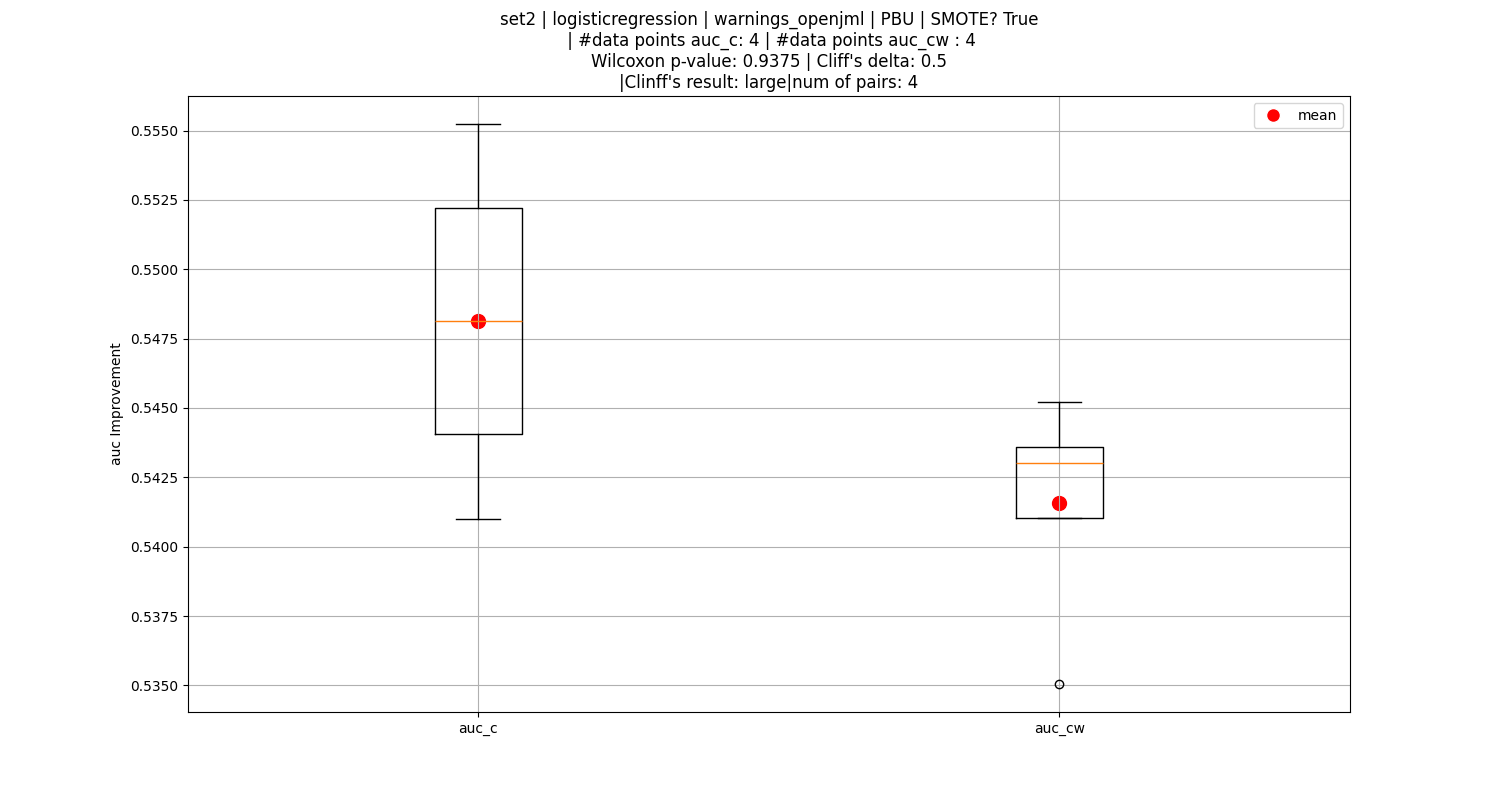 set2 | logisticregression | warnings_openjml | PBU | SMOTE? True
| #data points auc_c: 4 | #data points auc_cw : 4
Wilcoxon p-value: 0.9375 | Cliff's delta: 0.5
|Clinff's result: large|num of pairs: 4
mean
0.5550
0.5525
0.5500
0.5475
0.5450
0.5425
0.5400
0.5375
0.5350
auc Improvement
auc_c
auc_cw